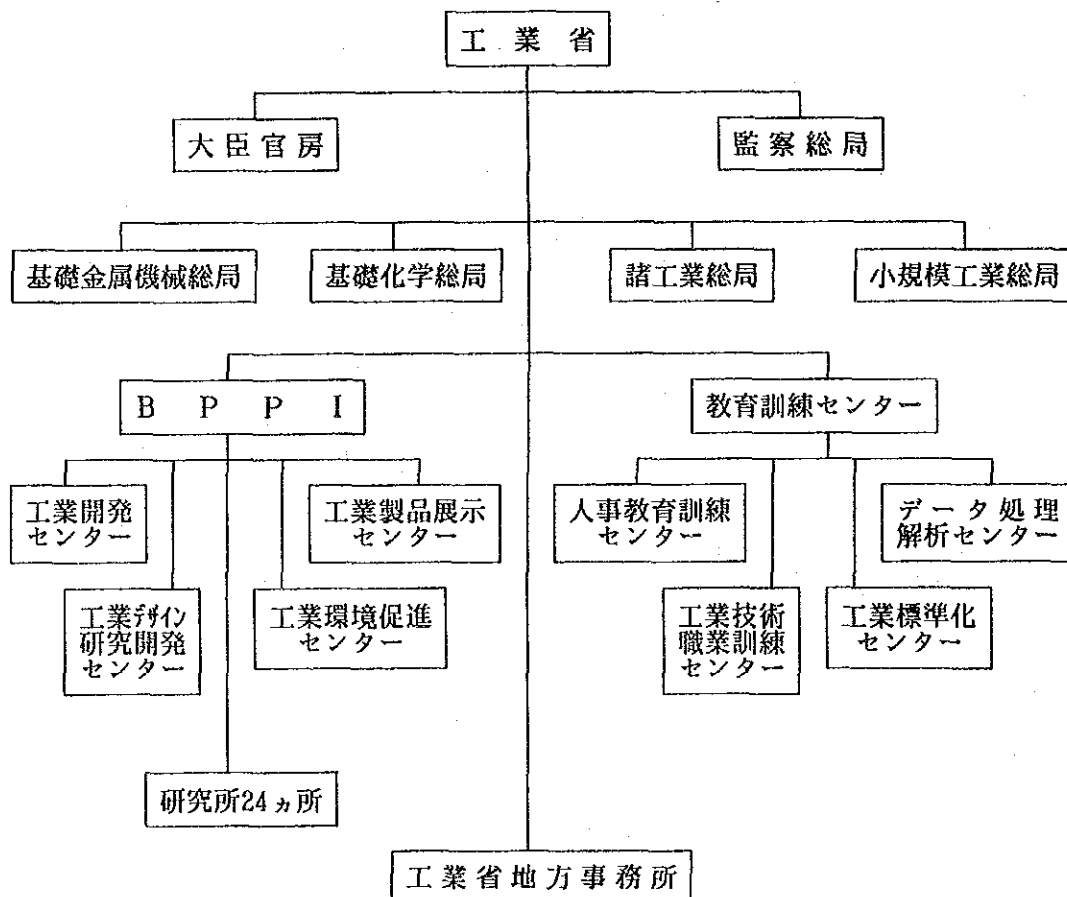 工業省
大臣官房
監察総局
基礎金属機械総局
基礎化学総局
諸工業総局
小規模工業総局
BPPI
教育訓練センター
工業開発
センター
工業製品展示
センター
人事教育訓練
センター
データ処理
解析センター
工業デザイン
研究開発
センター
工業環境促進
センター
工業技術
職業訓練
センター
工業標準化
センター
研究所24ヵ所
工業省地方事務所